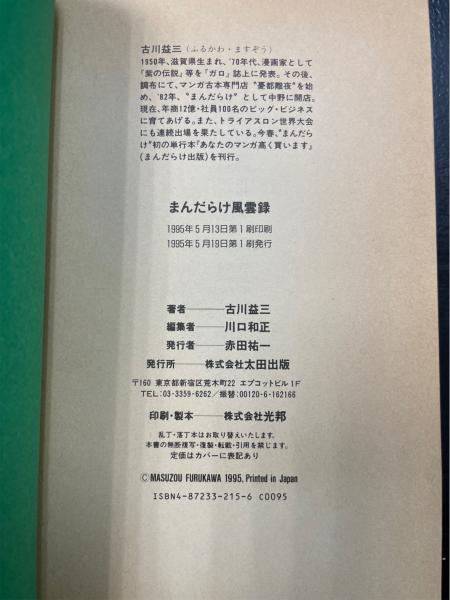 古川益三(ふるかわ・ますぞう)
1950年、滋賀県生まれ、'70年代、漫画家として
「紫の伝説」等を『ガロ』誌上に発表。その後、
調布にて、マンガ古本専門店〝憂都離夜〟を始
め、'82年、〝まんだらけ〟として中野に開店。
現在、年商12億・社員100名のビッグ・ビジネス
に育てあげる。また、トライアスロン世界大会
にも連続出場を果たしている。今春、〝まんだら
け〟初の単行本『あなたのマンガ高く買います』
(まんだらけ出版)を刊行。
まんだらけ風雲録
1995年5月13日第1刷印刷
1995年5月19日第1刷発行
著者――古川益三
編集者――川口和正
発行者――赤田祐一
発行所――株式会社太田出版
〒160 東京都新宿区荒木町22 エプコットビル1F
TEL:03-3359-6262/振替:00120-6-162166
印刷・製本――株式会社光邦
乱丁・落丁本はお取り替えいたします。
本書の無断複写・複製・転載・引用を禁じます。
定価はカバーに表記あり
©MASUZOU FURUKAWA 1995, Printed in Japan
ISBN4-87233-215-6 C0095